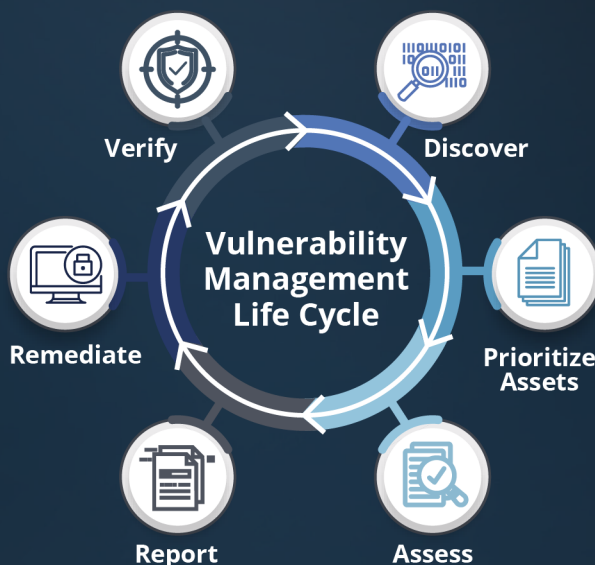 Verify
Discover
Vulnerability
Management
Life Cycle
Remediate
Prioritize
Assets
Report
Assess